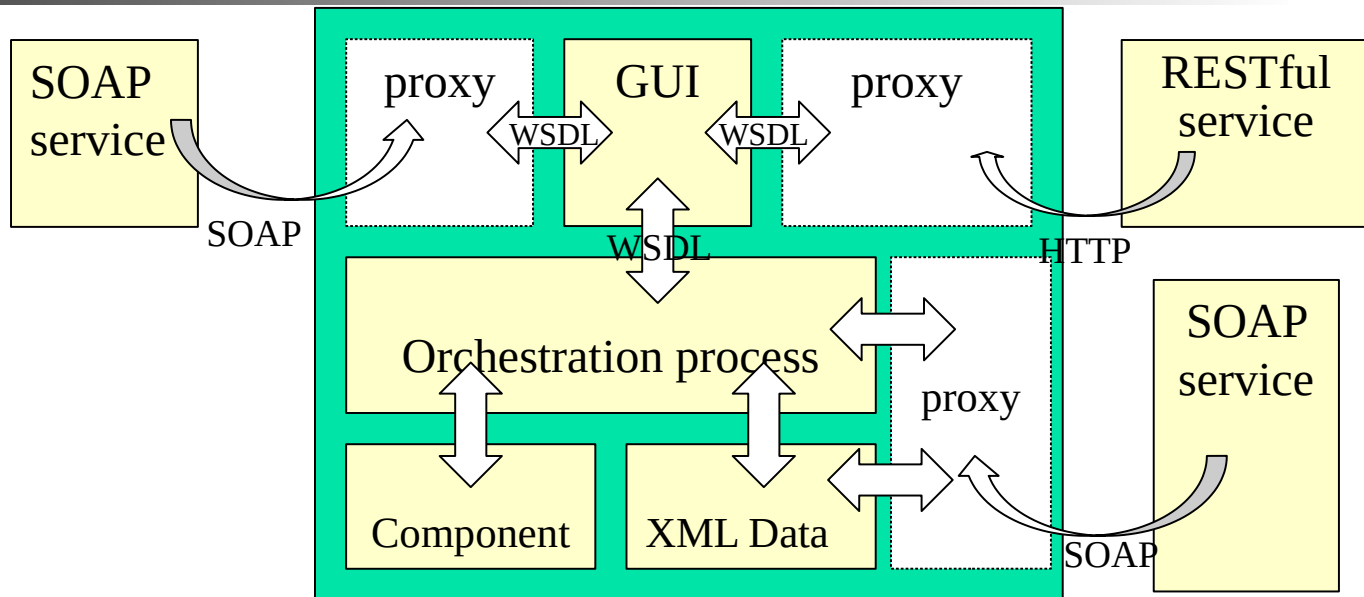 SOAP
service
proxy
GUI
proxy
RESTful
service
WSDL
WSDL
SOAP
WSDL
HTTP
Orchestration process
proxy
SOAP
service
Component
XML Data
SOAP